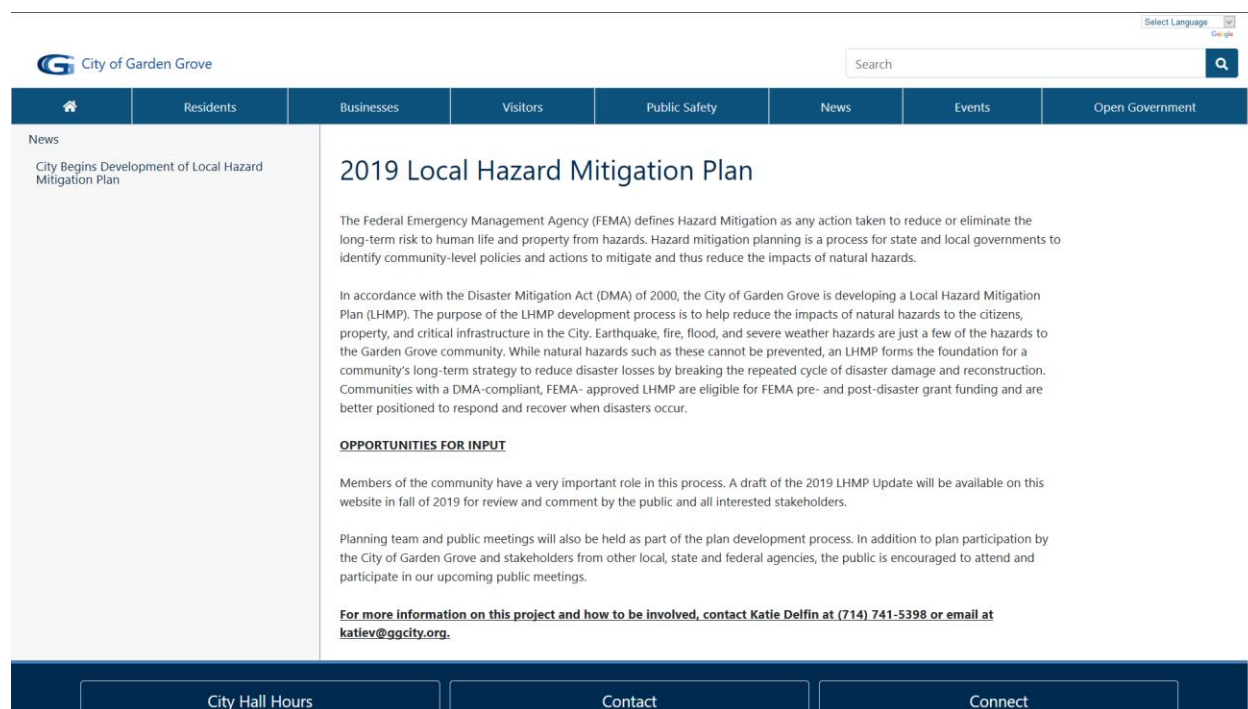 Select Language
Google
City of Garden Grove
Search
Residents
Businesses
Visitors
Public Safety
News
Events
Open Government
News
City Begins Development of Local Hazard
Mitigation Plan
2019 Local Hazard Mitigation Plan
The Federal Emergency Management Agency (FEMA) defines Hazard Mitigation as any action taken to reduce or eliminate the
long-term risk to human life and property from hazards. Hazard mitigation planning is a process for state and local governments to
identify community-level policies and actions to mitigate and thus reduce the impacts of natural hazards.
In accordance with the Disaster Mitigation Act (DMA) of 2000, the City of Garden Grove is developing a Local Hazard Mitigation
Plan (LHMP). The purpose of the LHMP development process is to help reduce the impacts of natural hazards to the citizens,
property, and critical infrastructure in the City. Earthquake, fire, flood, and severe weather hazards are just a few of the hazards to
the Garden Grove community. While natural hazards such as these cannot be prevented, an LHMP forms the foundation for a
community's long-term strategy to reduce disaster losses by breaking the repeated cycle of disaster damage and reconstruction.
Communities with a DMA-compliant, FEMA- approved LHMP are eligible for FEMA pre- and post-disaster grant funding and are
better positioned to respond and recover when disasters occur.
OPPORTUNITIES FOR INPUT
Members of the community have a very important role in this process. A draft of the 2019 LHMP Update will be available on this
website in fall of 2019 for review and comment by the public and all interested stakeholders.
Planning team and public meetings will also be held as part of the plan development process. In addition to plan participation by
the City of Garden Grove and stakeholders from other local, state and federal agencies, the public is encouraged to attend and
participate in our upcoming public meetings.
For more information on this project and how to be involved, contact Katie Delfin at (714) 741-5398 or email at
katiev@ggcity.org.
City Hall Hours
Contact
Connect